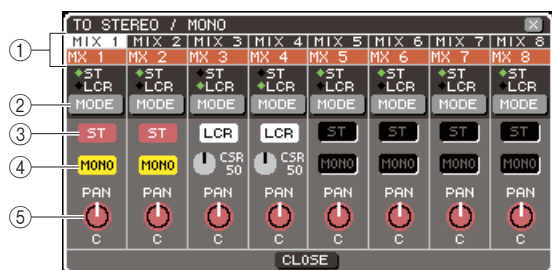 TO STEREO / MONO
① MIX 1 MIX 2 MIX 3 MIX 4 MIX 5 MIX 6 MIX 7 MIX 8
MX 1 MX 2 MX 3 MX 4 MX 5 MX 6 MX 7 MX 8
ST ST ST ST ST ST ST ST
LCR LCR LCR LCR LCR LCR LCR LCR
② MODE MODE MODE MODE MODE MODE MODE MODE
③ ST ST LCR LCR ST ST ST ST
④ MONO MONO CSR 50 CSR 50 MONO MONO MONO MONO
PAN PAN PAN PAN PAN PAN PAN PAN
⑤
C C C C C C C C
CLOSE